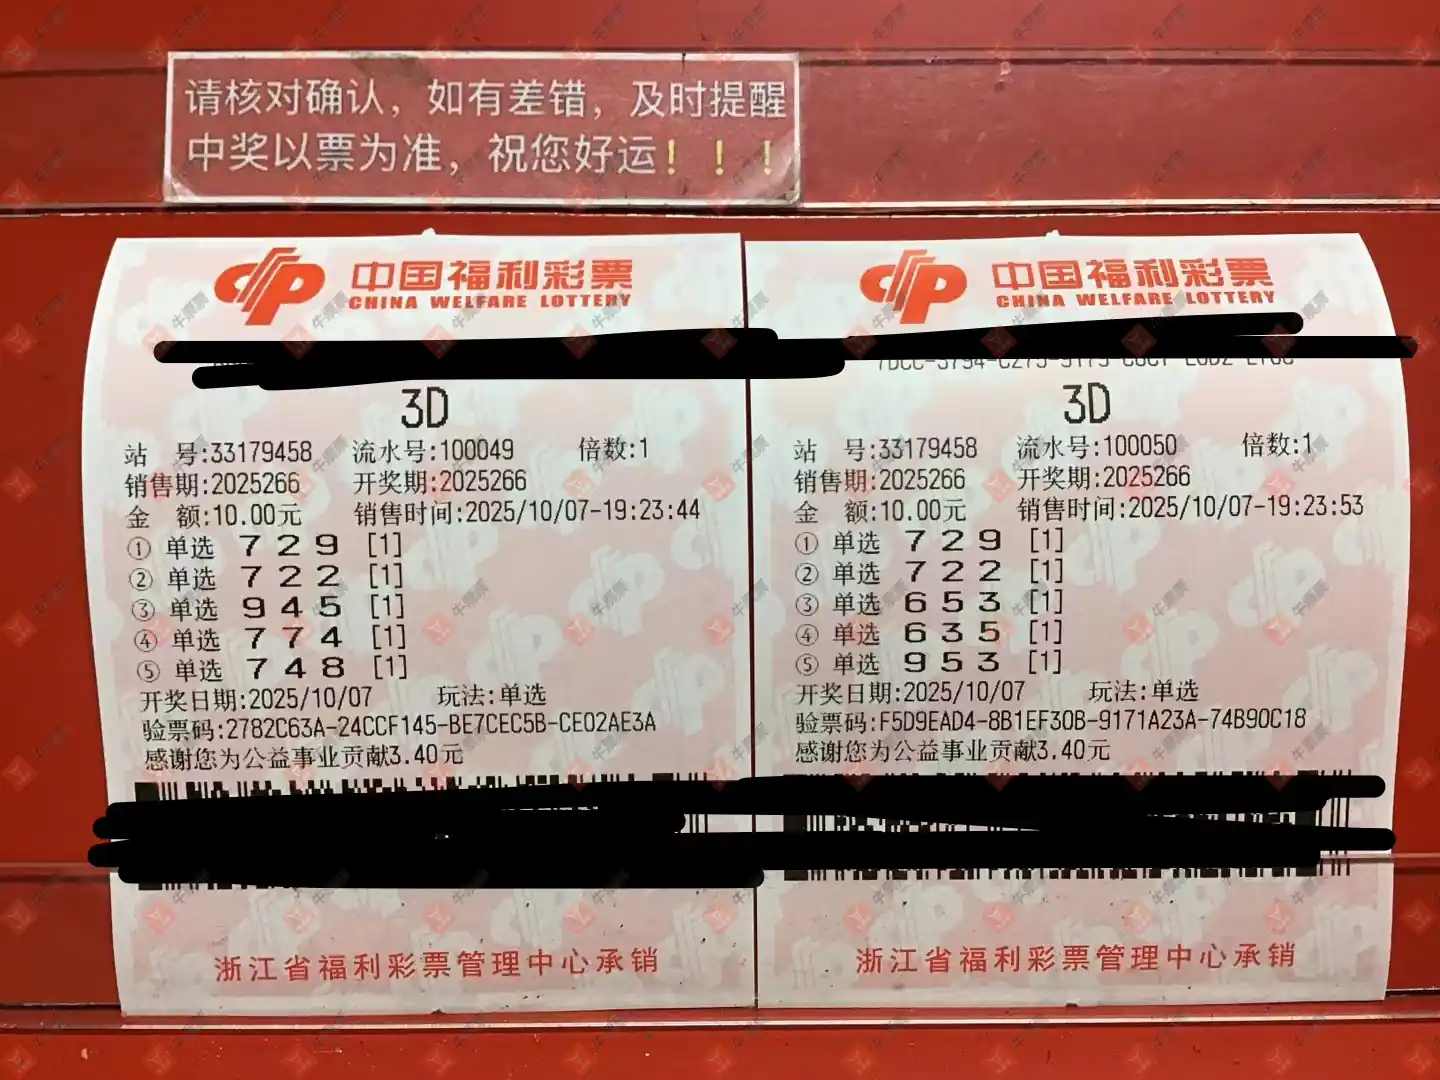 请核对确认，如有差错，及时提醒
中奖以票为准，祝您好运！！！
中国福利彩票
CHINA WELFARE LOTTERY
3D
站 号:33179458 流水号:100049 倍数:1
销售期:2025266 开奖期:2025266
金 额:10.00元 销售时间:2025/10/07-19:23:44
① 单选 7 2 9 [1]
② 单选 7 2 2 [1]
③ 单选 9 4 5 [1]
④ 单选 7 7 4 [1]
⑤ 单选 7 4 8 [1]
开奖日期:2025/10/07 玩法:单选
验票码:2782C63A-24CCF145-BE7CEC5B-CE02AE3A
感谢您为公益事业贡献3.40元
浙江省福利彩票管理中心承销
中国福利彩票
CHINA WELFARE LOTTERY
3D
站 号:33179458 流水号:100050 倍数:1
销售期:2025266 开奖期:2025266
金 额:10.00元 销售时间:2025/10/07-19:23:53
① 单选 7 2 9 [1]
② 单选 7 2 2 [1]
③ 单选 6 5 3 [1]
④ 单选 6 3 5 [1]
⑤ 单选 9 5 3 [1]
开奖日期:2025/10/07 玩法:单选
验票码:F5D9EAD4-8B1EF30B-9171A23A-74B90C18
感谢您为公益事业贡献3.40元
浙江省福利彩票管理中心承销